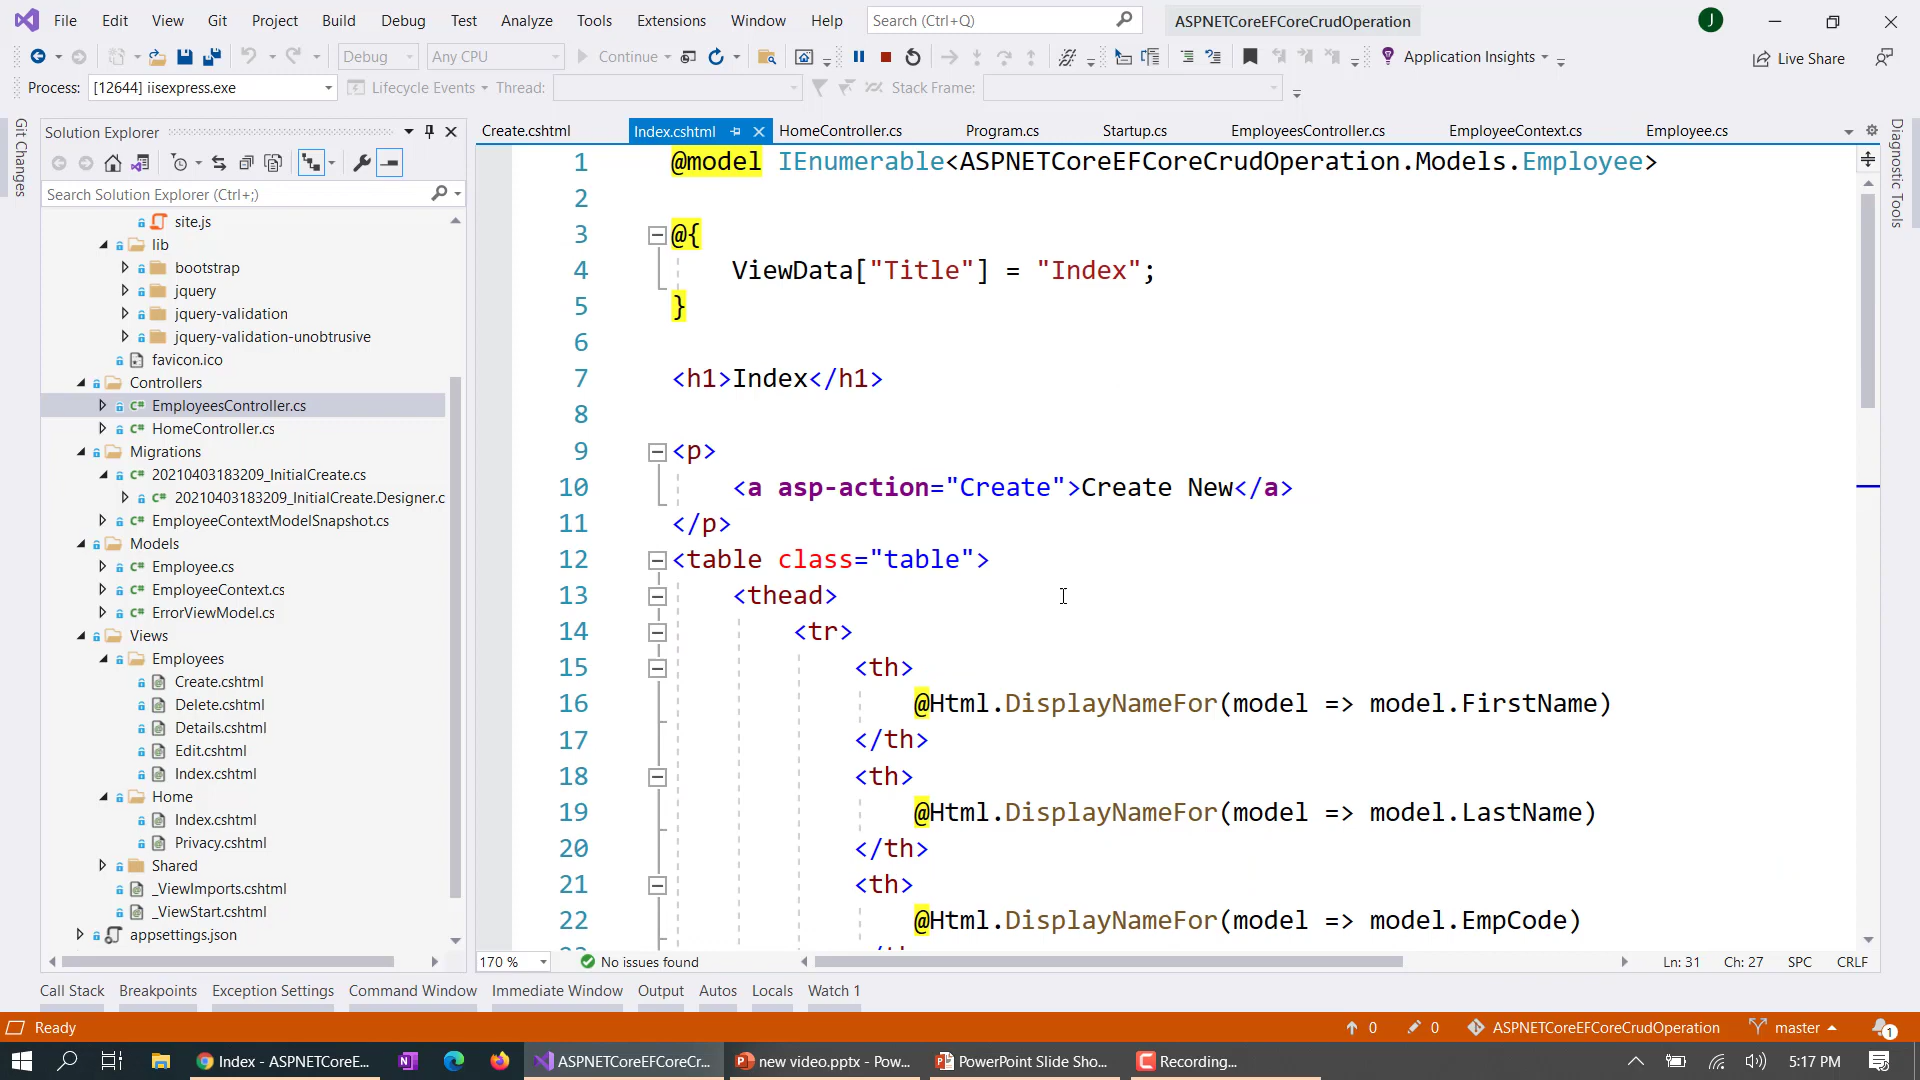 File Edit View Git Project Build Debug Test Analyze Tools Extensions Window Help Search (Ctrl+Q) ASPNETCoreEFCoreCrudOperation J
Debug Any CPU Continue Application Insights Live Share
Process: [12644] iisexpress.exe Lifecycle Events Thread: Stack Frame:
Git Changes
Solution Explorer
Search Solution Explorer (Ctrl+;)
site.js
lib
bootstrap
jquery
jquery-validation
jquery-validation-unobtrusive
favicon.ico
Controllers
EmployeesController.cs
HomeController.cs
Migrations
20210403183209_InitialCreate.cs
20210403183209_InitialCreate.Designer.c
EmployeeContextModelSnapshot.cs
Models
Employee.cs
EmployeeContext.cs
ErrorViewModel.cs
Views
Employees
Create.cshtml
Delete.cshtml
Details.cshtml
Edit.cshtml
Index.cshtml
Home
Index.cshtml
Privacy.cshtml
Shared
_ViewImports.cshtml
_ViewStart.cshtml
appsettings.json
Create.cshtml Index.cshtml HomeController.cs Program.cs Startup.cs EmployeesController.cs EmployeeContext.cs Employee.cs
1 @model IEnumerable<ASPNETCoreEFCoreCrudOperation.Models.Employee>
2
3 @{
4 ViewData["Title"] = "Index";
5 }
6
7 <h1>Index</h1>
8
9 <p>
10 <a asp-action="Create">Create New</a>
11 </p>
12 <table class="table">
13 <thead>
14 <tr>
15 <th>
16 @Html.DisplayNameFor(model => model.FirstName)
17 </th>
18 <th>
19 @Html.DisplayNameFor(model => model.LastName)
20 </th>
21 <th>
22 @Html.DisplayNameFor(model => model.EmpCode)
Diagnostic Tools
170 % No issues found Ln: 31 Ch: 27 SPC CRLF
Call Stack Breakpoints Exception Settings Command Window Immediate Window Output Autos Locals Watch 1
Ready 0 0 ASPNETCoreEFCoreCrudOperation master 1
Index - ASPNETCoreE... ASPNETCoreEFCoreCr... new video.pptx - Pow... PowerPoint Slide Sho... Recording... 5:17 PM